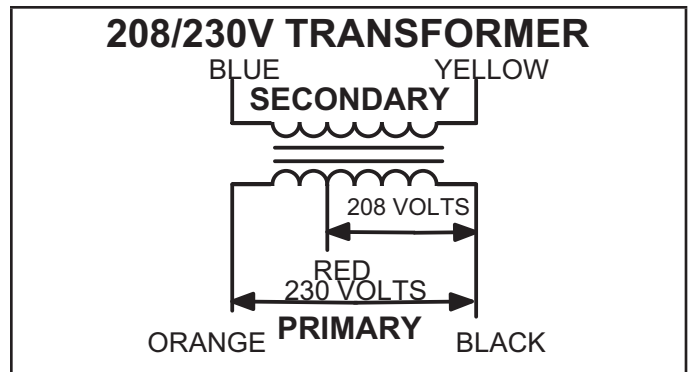 208/230V TRANSFORMER
BLUE YELLOW
SECONDARY
208 VOLTS
RED
230 VOLTS
PRIMARY
ORANGE BLACK